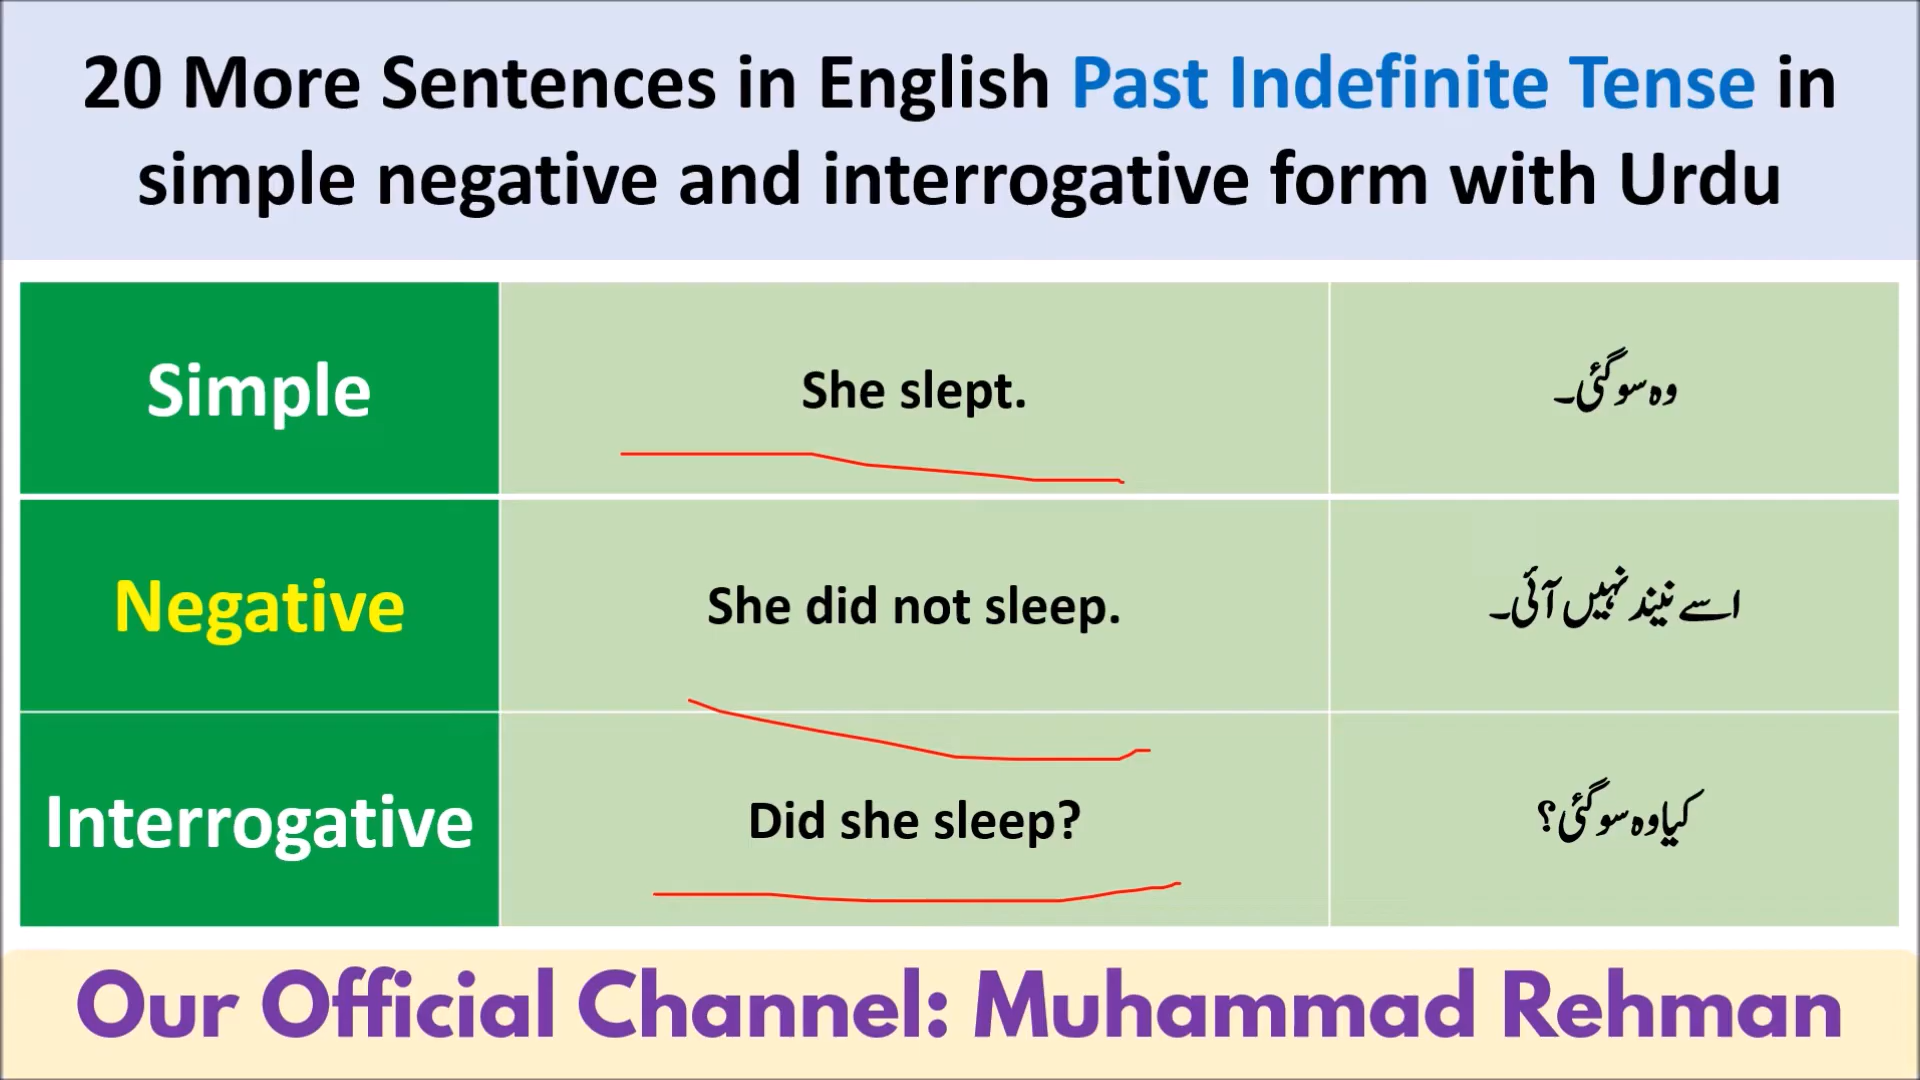 20 More Sentences in English Past Indefinite Tense in
simple negative and interrogative form with Urdu
Simple
She slept.
وہ سو گئی۔
Negative
She did not sleep.
اسے نیند نہیں آئی۔
Interrogative
Did she sleep?
کیا وہ سو گئی؟
Our Official Channel: Muhammad Rehman